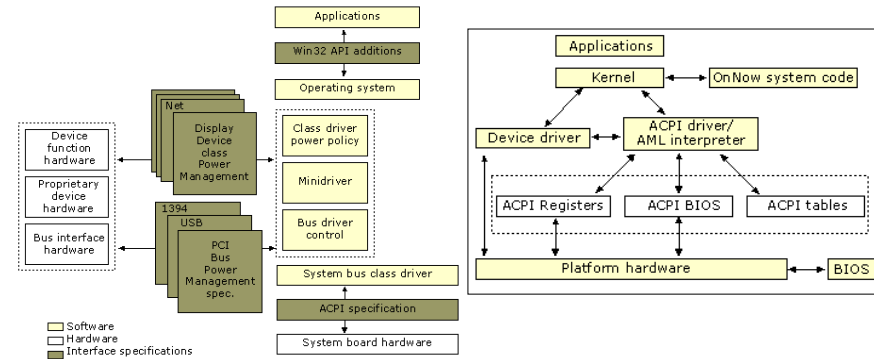 Applications
Win32 API additions
Operating system
Net
Display
Device
class
Power
Management
Device
function
hardware
Proprietary
device
hardware
Bus interface
hardware
Class driver
power policy
Minidriver
Bus driver
control
1394
USB
PCI
Bus
Power
Management
spec.
System bus class driver
ACPI specification
System board hardware
Software
Hardware
Interface specifications
Applications
Kernel
OnNow system code
Device driver
ACPI driver/
AML interpreter
ACPI Registers
ACPI BIOS
ACPI tables
Platform hardware
BIOS